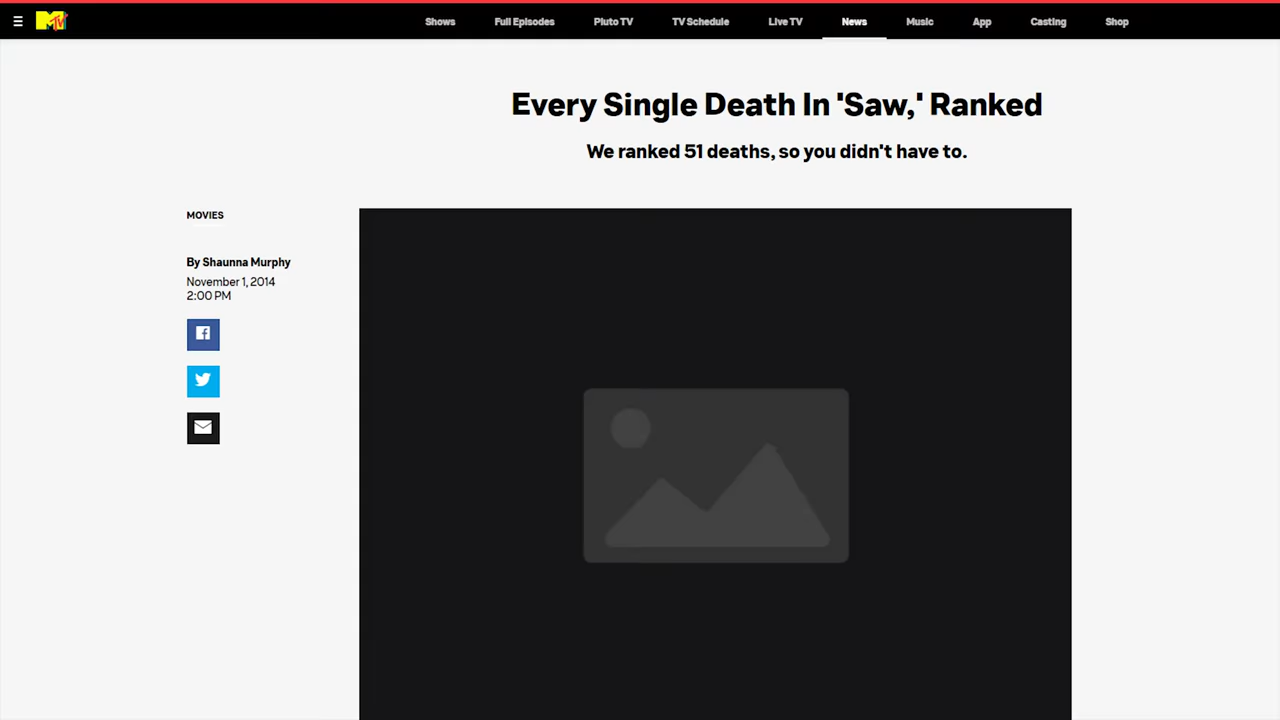 MTV
Shows Full Episodes Pluto TV TV Schedule Live TV News Music App Casting Shop
Every Single Death In 'Saw,' Ranked
We ranked 51 deaths, so you didn't have to.
MOVIES
By Shaunna Murphy
November 1, 2014
2:00 PM